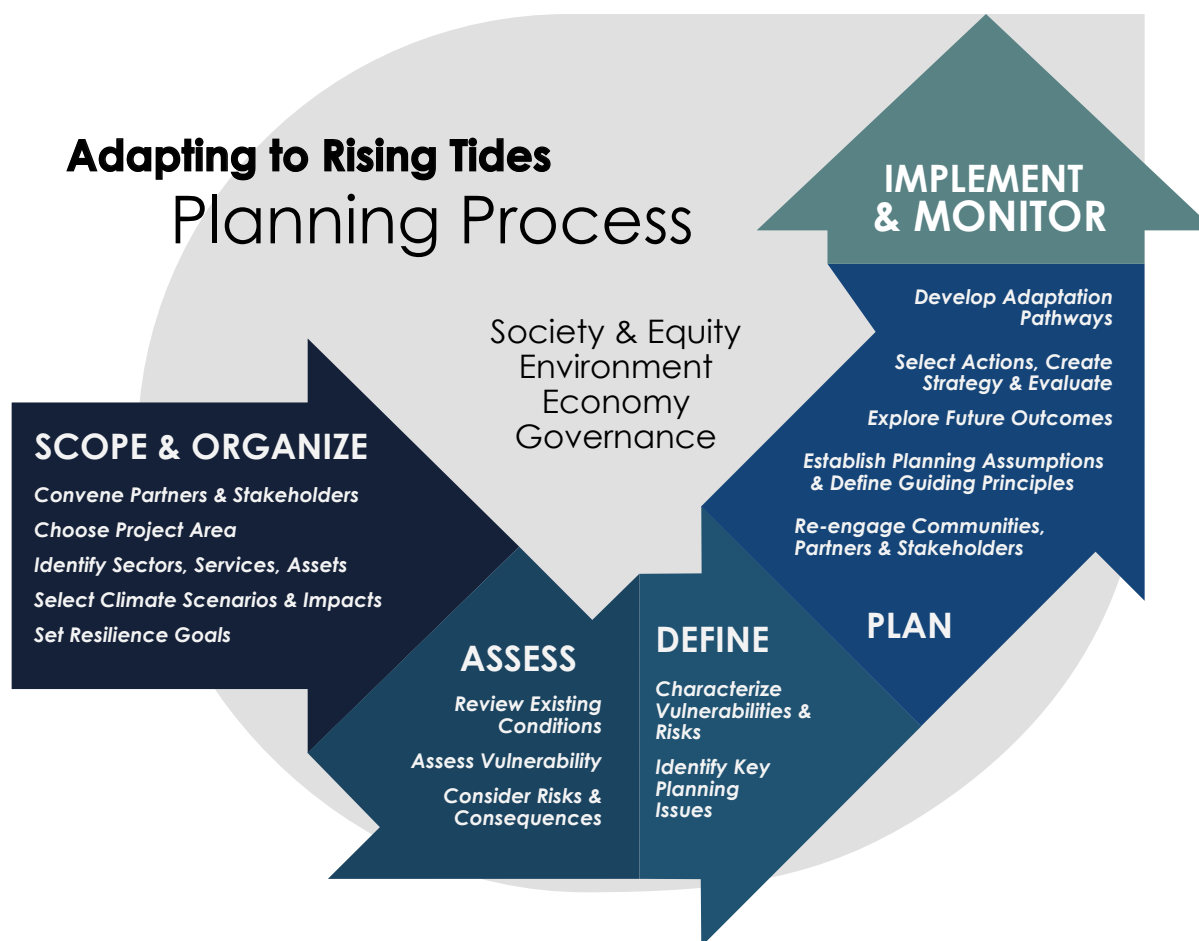 Adapting to Rising Tides
Planning Process
Society & Equity
Environment
Economy
Governance
SCOPE & ORGANIZE
Convene Partners & Stakeholders
Choose Project Area
Identify Sectors, Services, Assets
Select Climate Scenarios & Impacts
Set Resilience Goals
ASSESS
Review Existing
Conditions
Assess Vulnerability
Consider Risks &
Consequences
DEFINE
Characterize
Vulnerabilities &
Risks
Identify Key
Planning
Issues
PLAN
Re-engage Communities,
Partners & Stakeholders
Establish Planning Assumptions
& Define Guiding Principles
Explore Future Outcomes
Select Actions, Create
Strategy & Evaluate
Develop Adaptation
Pathways
IMPLEMENT
& MONITOR